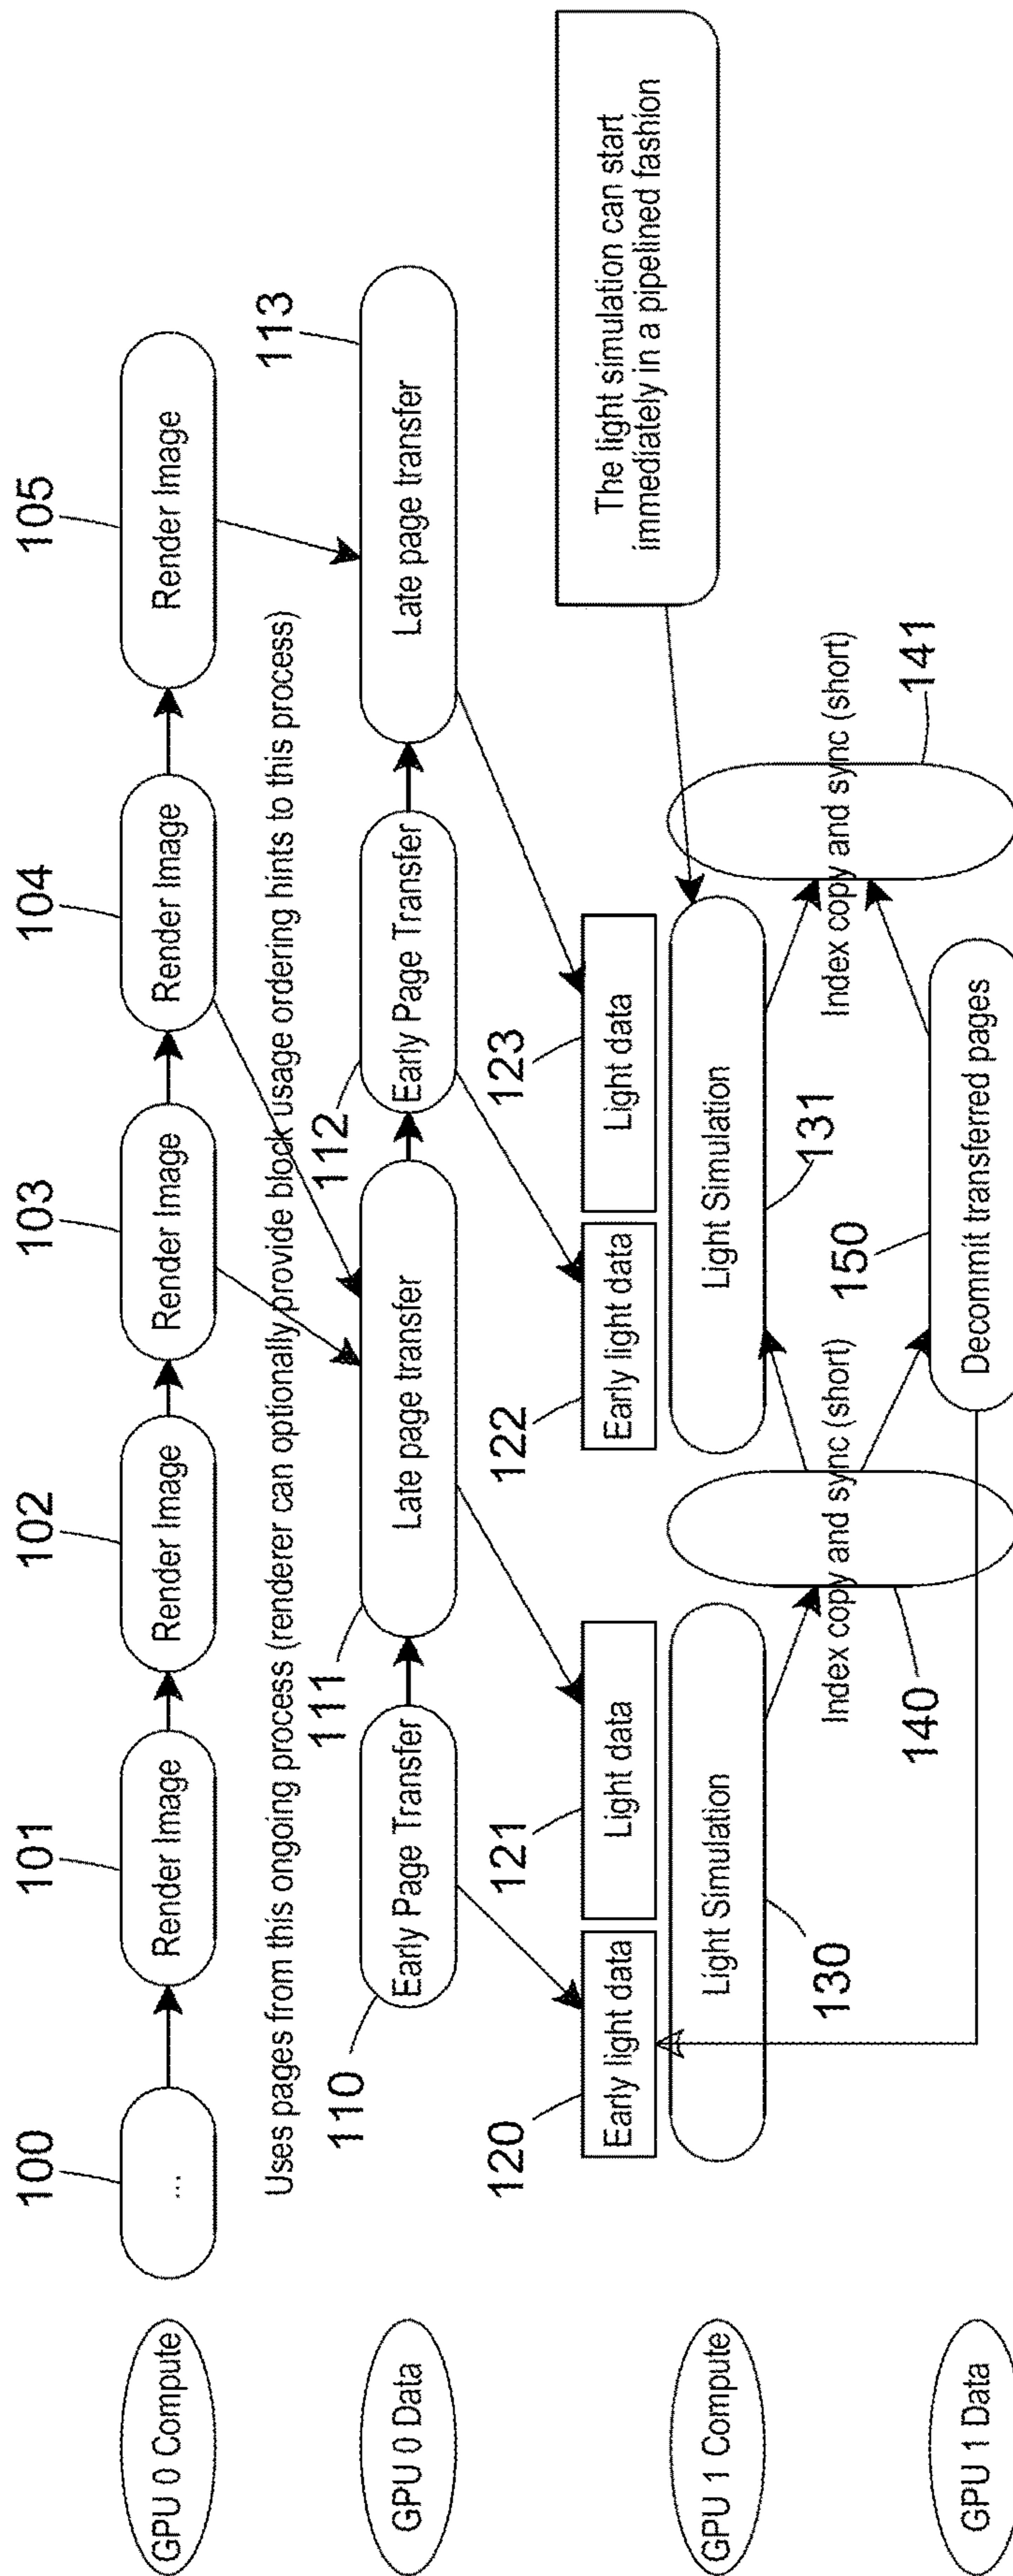 100
101
102
103
104
105
GPU 0 Compute
...
Render Image
Render Image
Render Image
Render Image
Render Image
Uses pages from this ongoing process (renderer can optionally provide block usage ordering hints to this process)
110
111
112
113
GPU 0 Data
Early Page Transfer
Late page transfer
Early Page Transfer
Late page transfer
120
121
122
123
Early light data
Light data
Early light data
Light data
The light simulation can start
immediately in a pipelined fashion
GPU 1 Compute
Light Simulation
Light Simulation
130
131
Index copy and sync (short)
Index copy and sync (short)
140
150
141
GPU 1 Data
Decommit transferred pages